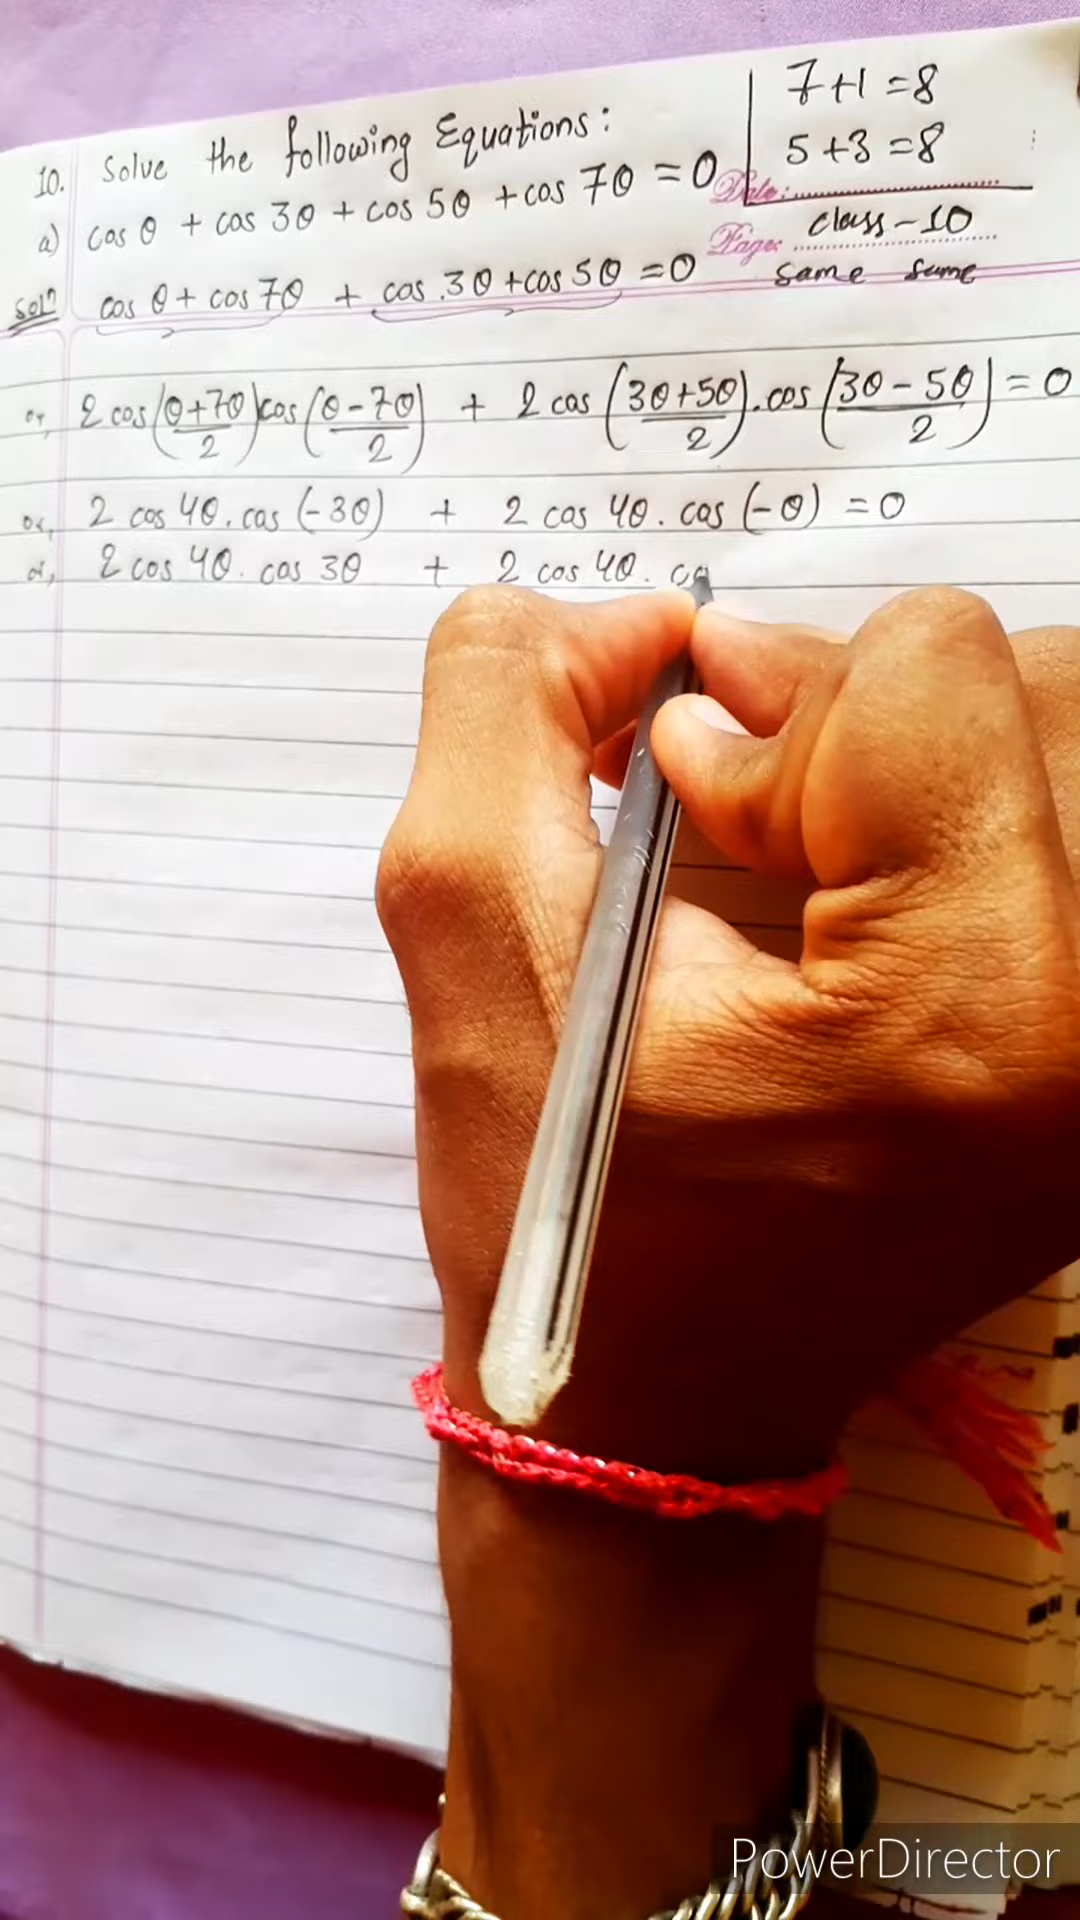 7+1 =8
5+3 =8
10. Solve the following Equations:
a) cos θ + cos 3θ + cos 5θ + cos 7θ = 0
Date:
Page:
class-10
same same
Solⁿ cos θ + cos 7θ + cos 3θ + cos 5θ = 0
or, 2 cos (θ+7θ/2) cos (θ-7θ/2) + 2 cos (3θ+5θ/2) . cos (3θ-5θ/2) = 0
or, 2 cos 4θ. cos (-3θ) + 2 cos 4θ. cos (-θ) = 0
or, 2 cos 4θ. cos 3θ + 2 cos 4θ. co
PowerDirector